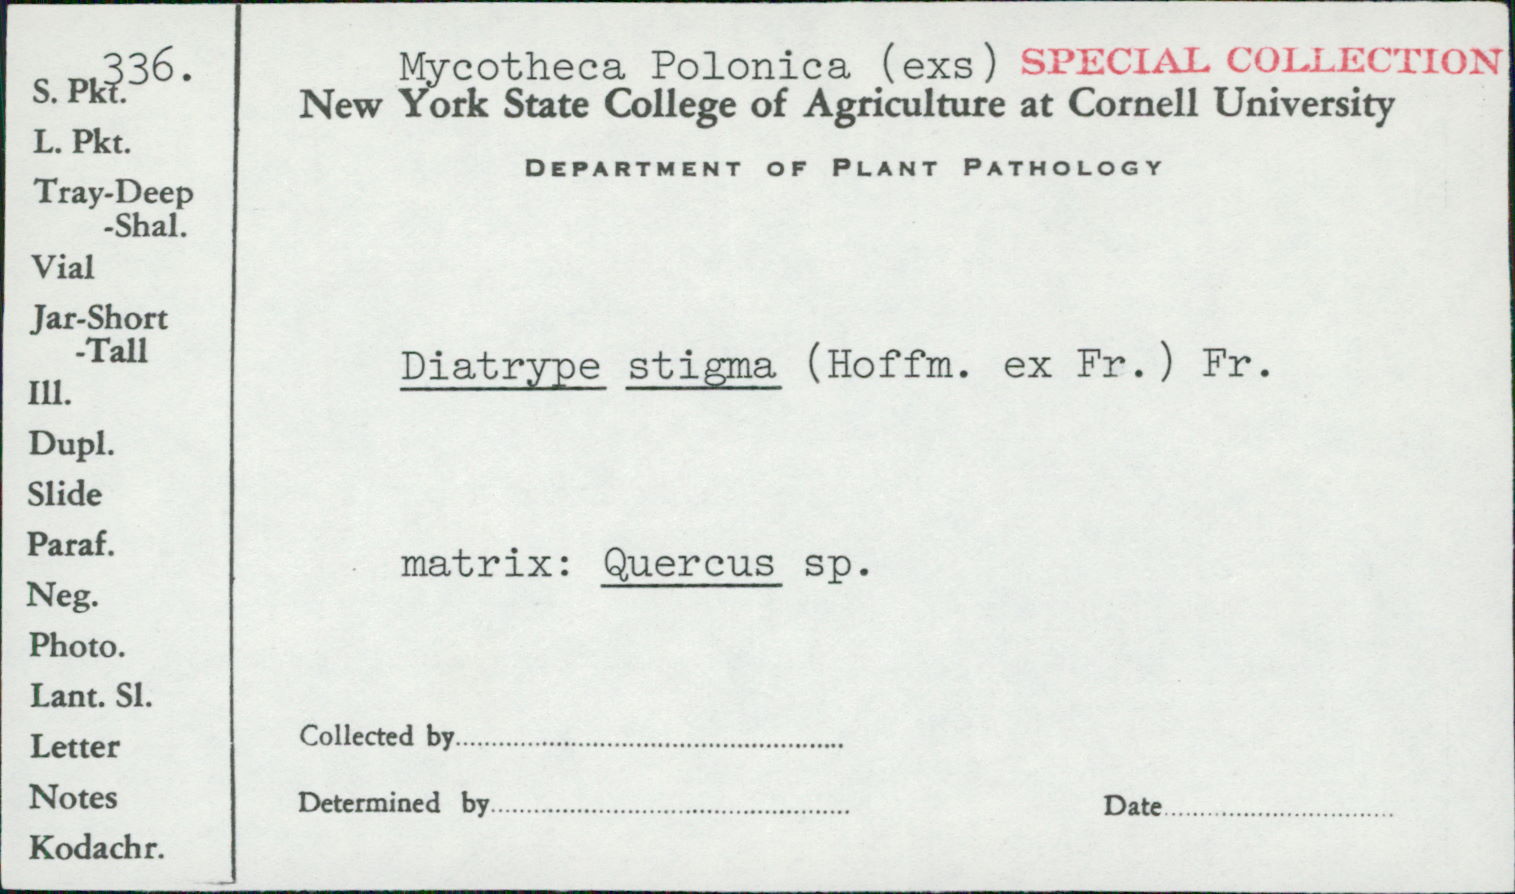 336.
S. Pkt.
L. Pkt.
Tray-Deep
-Shal.
Vial
Jar-Short
-Tall
Ill.
Dupl.
Slide
Paraf.
Neg.
Photo.
Lant. Sl.
Letter
Notes
Kodachr.
Mycotheca Polonica (exs) SPECIAL COLLECTION
New York State College of Agriculture at Cornell University
DEPARTMENT OF PLANT PATHOLOGY
Diatrype stigma (Hoffm. ex Fr.) Fr.
matrix: Quercus sp.
Collected by
Determined by
Date